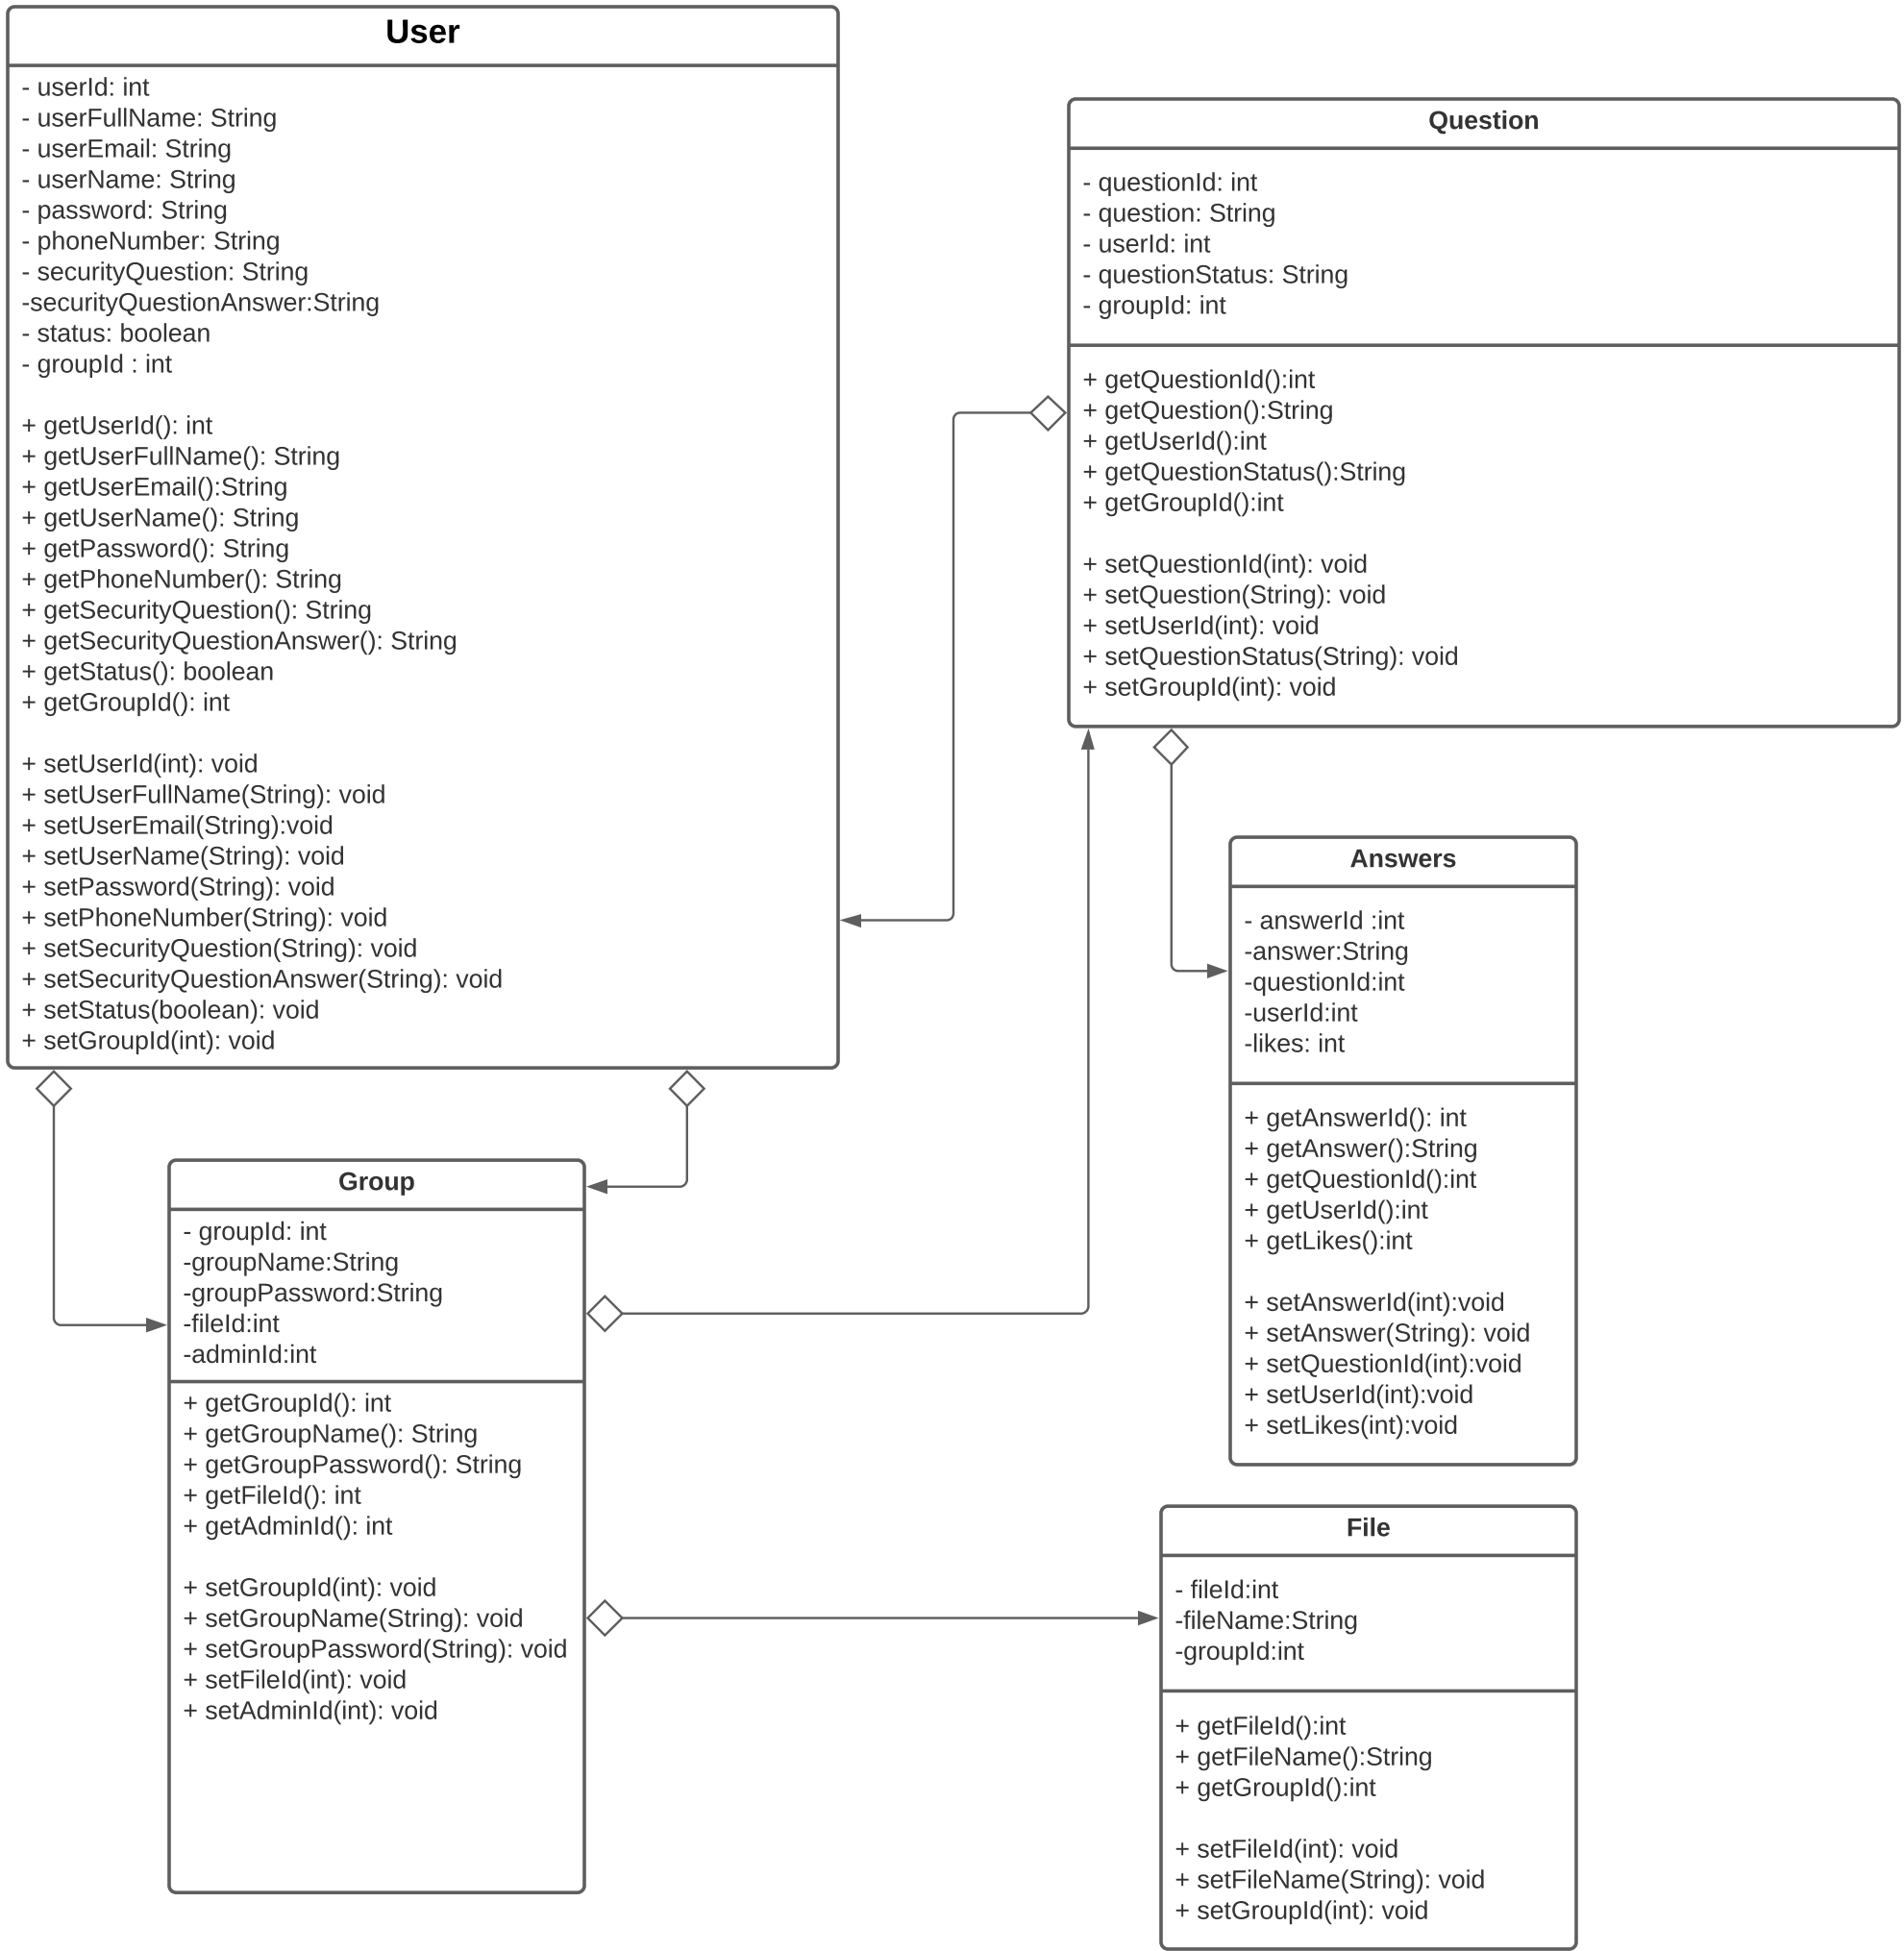 User
- userId: int
- userFullName: String
- userEmail: String
- userName: String
- password: String
- phoneNumber: String
- securityQuestion: String
-securityQuestionAnswer:String
- status: boolean
- groupId : int
+ getUserId(): int
+ getUserFullName(): String
+ getUserEmail():String
+ getUserName(): String
+ getPassword(): String
+ getPhoneNumber(): String
+ getSecurityQuestion(): String
+ getSecurityQuestionAnswer(): String
+ getStatus(): boolean
+ getGroupId(): int
+ setUserId(int): void
+ setUserFullName(String): void
+ setUserEmail(String):void
+ setUserName(String): void
+ setPassword(String): void
+ setPhoneNumber(String): void
+ setSecurityQuestion(String): void
+ setSecurityQuestionAnswer(String): void
+ setStatus(boolean): void
+ setGroupId(int): void
Question
- questionId: int
- question: String
- userId: int
- questionStatus: String
- groupId: int
+ getQuestionId():int
+ getQuestion():String
+ getUserId():int
+ getQuestionStatus():String
+ getGroupId():int
+ setQuestionId(int): void
+ setQuestion(String): void
+ setUserId(int): void
+ setQuestionStatus(String): void
+ setGroupId(int): void
Answers
- answerId :int
-answer:String
-questionId:int
-userId:int
-likes: int
+ getAnswerId(): int
+ getAnswer():String
+ getQuestionId():int
+ getUserId():int
+ getLikes():int
+ setAnswerId(int):void
+ setAnswer(String): void
+ setQuestionId(int):void
+ setUserId(int):void
+ setLikes(int):void
Group
- groupId: int
-groupName:String
-groupPassword:String
-fileId:int
-adminId:int
+ getGroupId(): int
+ getGroupName(): String
+ getGroupPassword(): String
+ getFileId(): int
+ getAdminId(): int
+ setGroupId(int): void
+ setGroupName(String): void
+ setGroupPassword(String): void
+ setFileId(int): void
+ setAdminId(int): void
File
- fileId:int
-fileName:String
-groupId:int
+ getFileId():int
+ getFileName():String
+ getGroupId():int
+ setFileId(int): void
+ setFileName(String): void
+ setGroupId(int): void